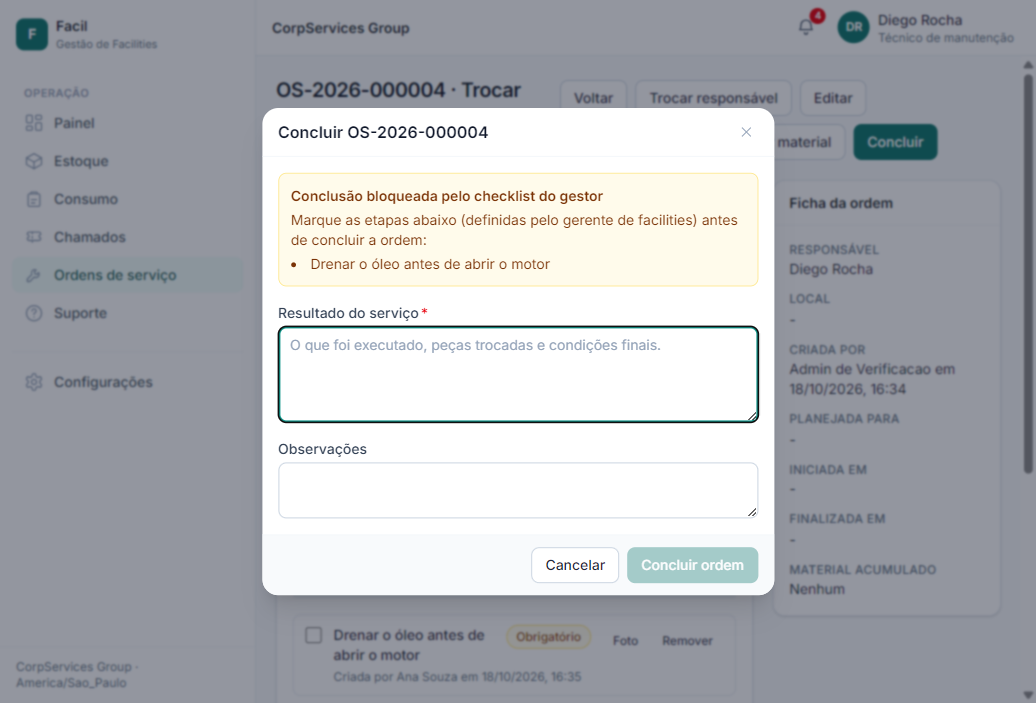 F
Facil
Gestão de Facilities
OPERAÇÃO
Painel
Estoque
Consumo
Chamados
Ordens de serviço
Suporte
Configurações
CorpServices Group ·
America/Sao_Paulo
CorpServices Group
4
DR
Diego Rocha
Técnico de manutenção
OS-2026-000004 · Trocar
Voltar
Trocar responsável
Editar
material
Concluir
Concluir OS-2026-000004
Conclusão bloqueada pelo checklist do gestor
Marque as etapas abaixo (definidas pelo gerente de facilities) antes
de concluir a ordem:
• Drenar o óleo antes de abrir o motor
Resultado do serviço *
O que foi executado, peças trocadas e condições finais.
Observações
Cancelar
Concluir ordem
Ficha da ordem
RESPONSÁVEL
Diego Rocha
LOCAL
-
CRIADA POR
Admin de Verificacao em
18/10/2026, 16:34
PLANEJADA PARA
-
INICIADA EM
-
FINALIZADA EM
-
MATERIAL ACUMULADO
Nenhum
Drenar o óleo antes de
abrir o motor
Obrigatório
Foto
Remover
Criada por Ana Souza em 18/10/2026, 16:35